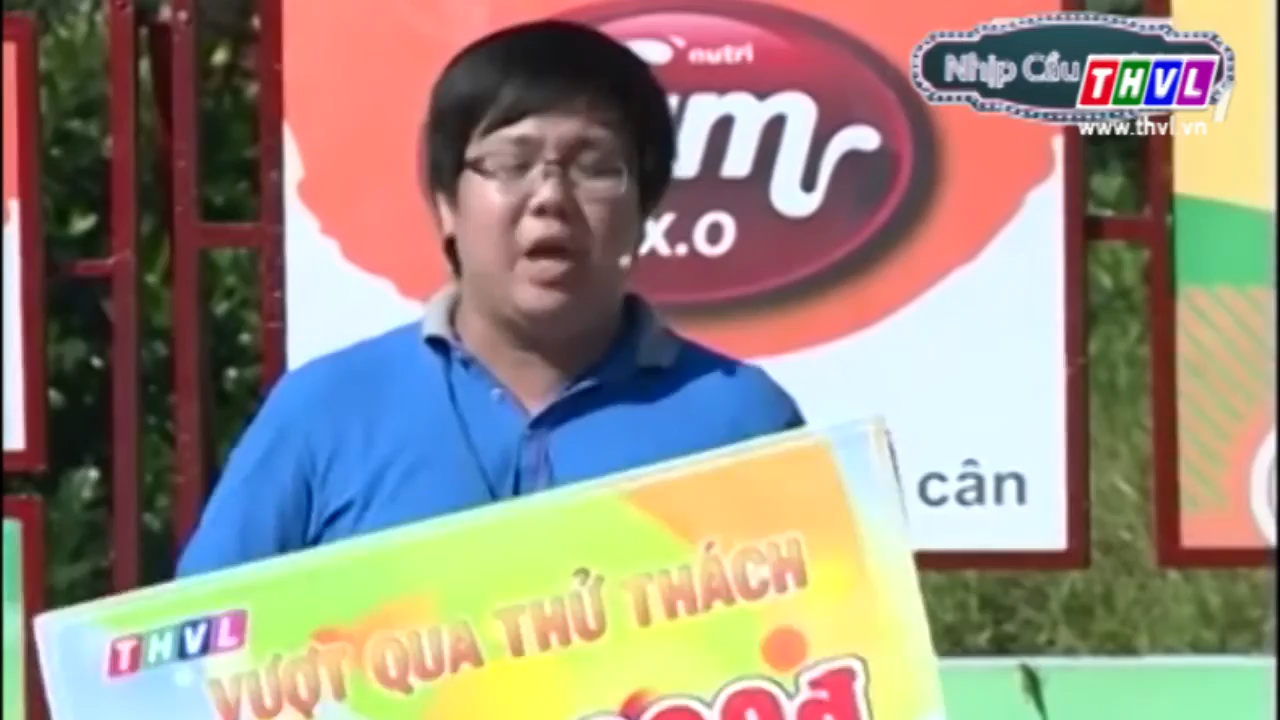 nutri
x.o
Nhịp Cầu
THVL
www.thvl.vn
cân
THVL
VƯỢT QUA THỬ THÁCH